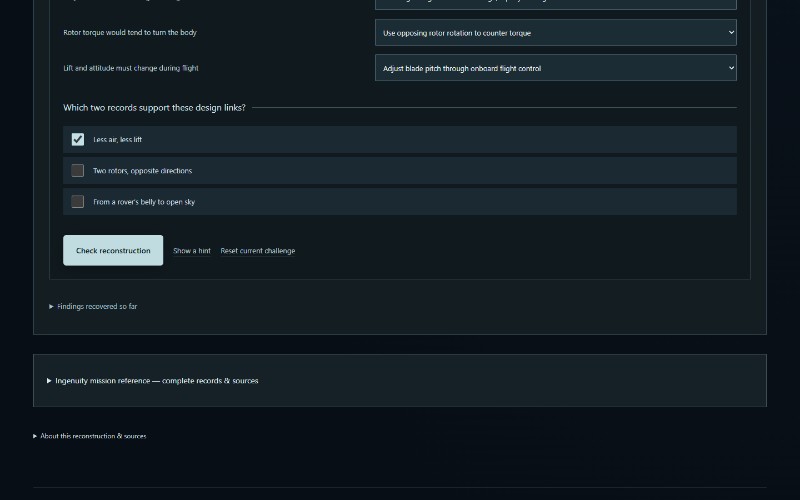 Rotor torque would tend to turn the body
Use opposing rotor rotation to counter torque
Lift and attitude must change during flight
Adjust blade pitch through onboard flight control
Which two records support these design links?
Less air, less lift
Two rotors, opposite directions
From a rover's belly to open sky
Check reconstruction
Show a hint
Reset current challenge
Findings recovered so far
Ingenuity mission reference — complete records & sources
About this reconstruction & sources